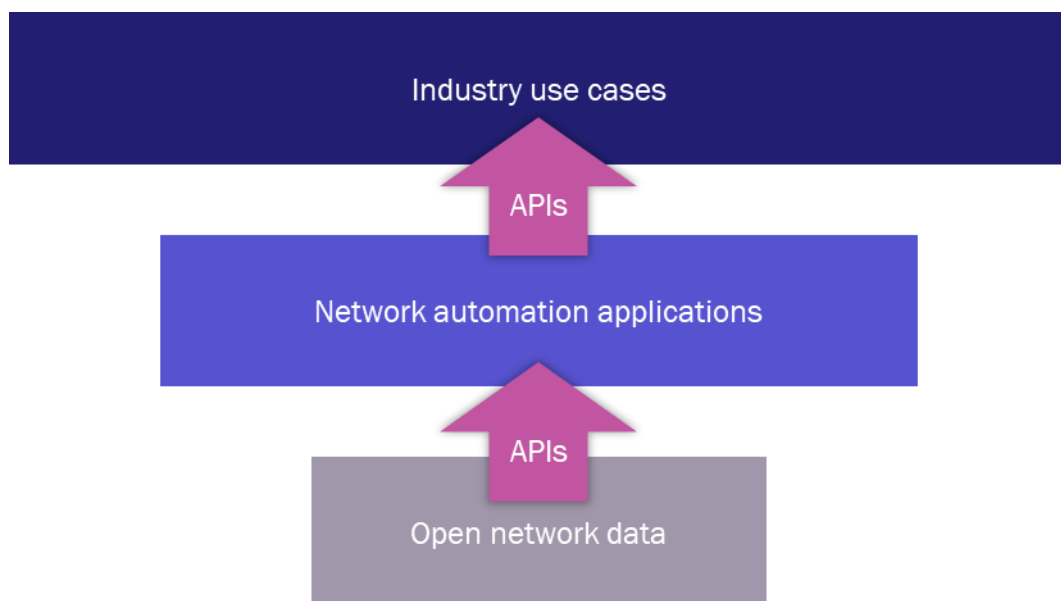 Industry use cases
APIs
Network automation applications
APIs
Open network data